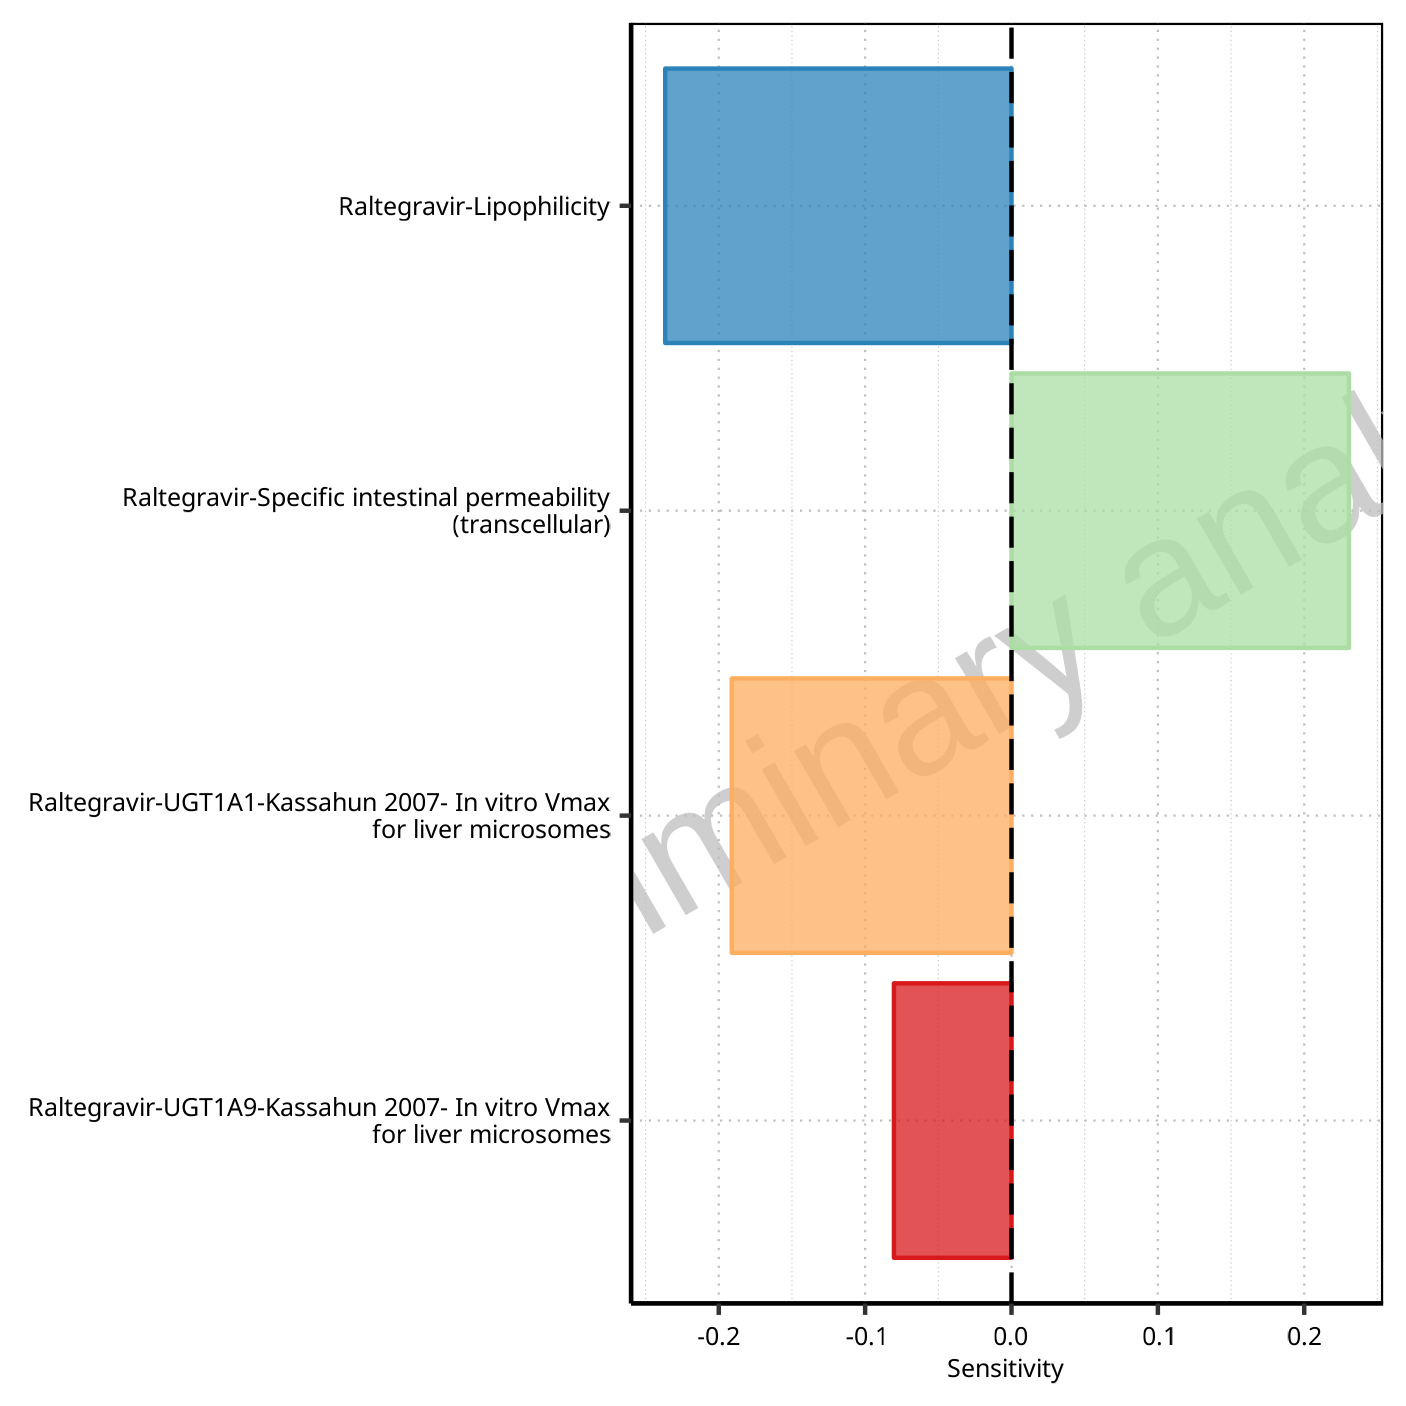 Raltegravir-Lipophilicity
Raltegravir-Specific intestinal permeability
(transcellular)
Raltegravir-UGT1A1-Kassahun 2007- In vitro Vmax
for liver microsomes
Raltegravir-UGT1A9-Kassahun 2007- In vitro Vmax
for liver microsomes
-0.2 -0.1 0.0 0.1 0.2
Sensitivity
minary anal